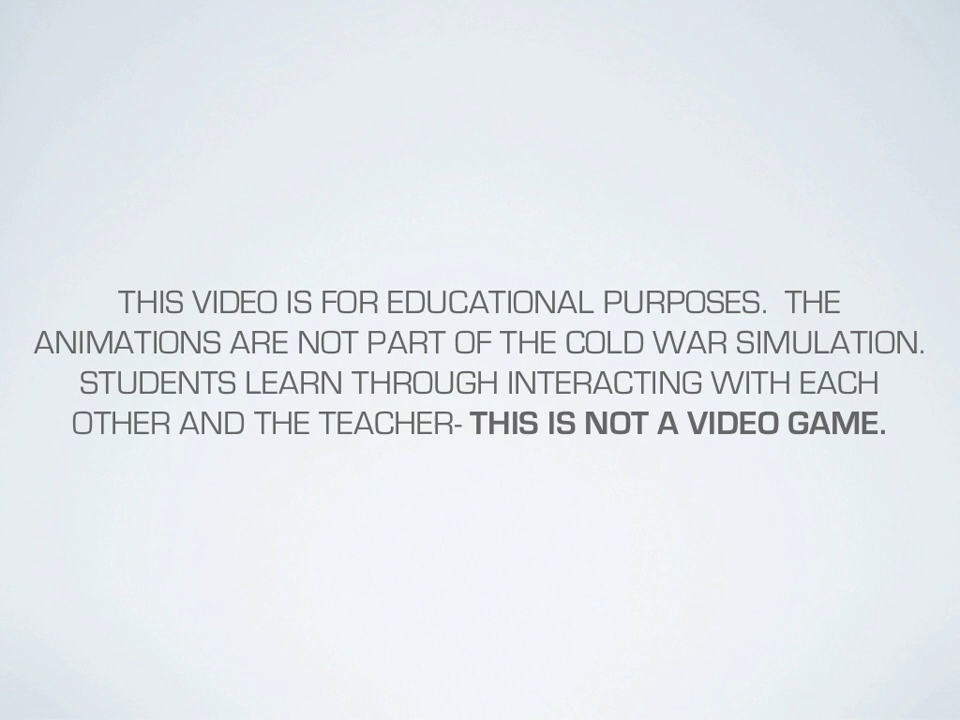 THIS VIDEO IS FOR EDUCATIONAL PURPOSES.  THE
ANIMATIONS ARE NOT PART OF THE COLD WAR SIMULATION.
STUDENTS LEARN THROUGH INTERACTING WITH EACH
OTHER AND THE TEACHER- THIS IS NOT A VIDEO GAME.